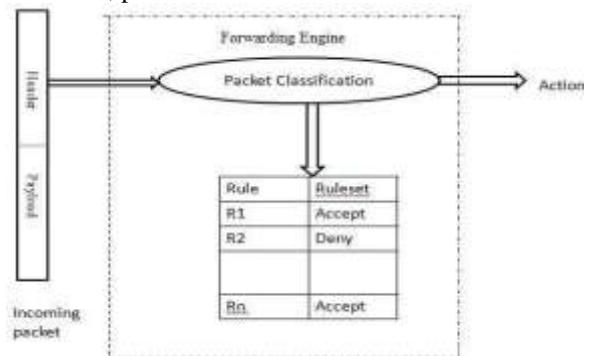 Forwarding Engine
Header
Packet Classification
Action
Payload
Rule Ruleset
R1 Accept
R2 Deny
Rn Accept
Incoming
packet